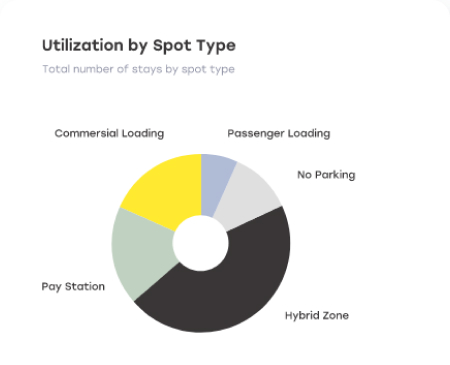 Utilization by Spot Type
Total number of stays by spot type
Commersial Loading
Passenger Loading
No Parking
Pay Station
Hybrid Zone